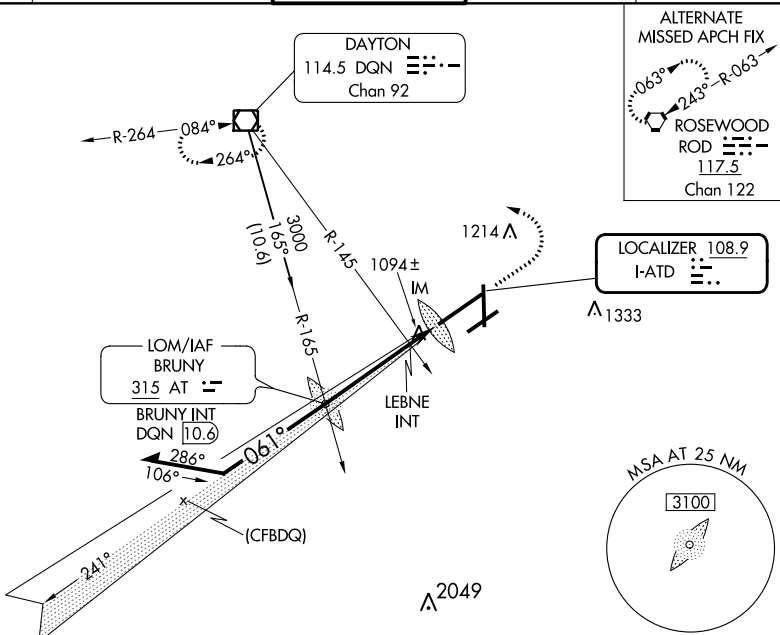 ALTERNATE
MISSED APCH FIX
063°
243°
R-063
ROSEWOOD
ROD
117.5
Chan 122
DAYTON
114.5 DQN
Chan 92
R-264
084°
264°
3000
165°
(10.6)
R-145
R-165
1214
1094±
IM
LOCALIZER 108.9
I-ATD
1333
LOM/IAF
BRUNY
315 AT
BRUNY INT
DQN 10.6
LEBNE
INT
061°
286°
106°
(CFBDQ)
241°
2049
MSA AT 25 NM
3100